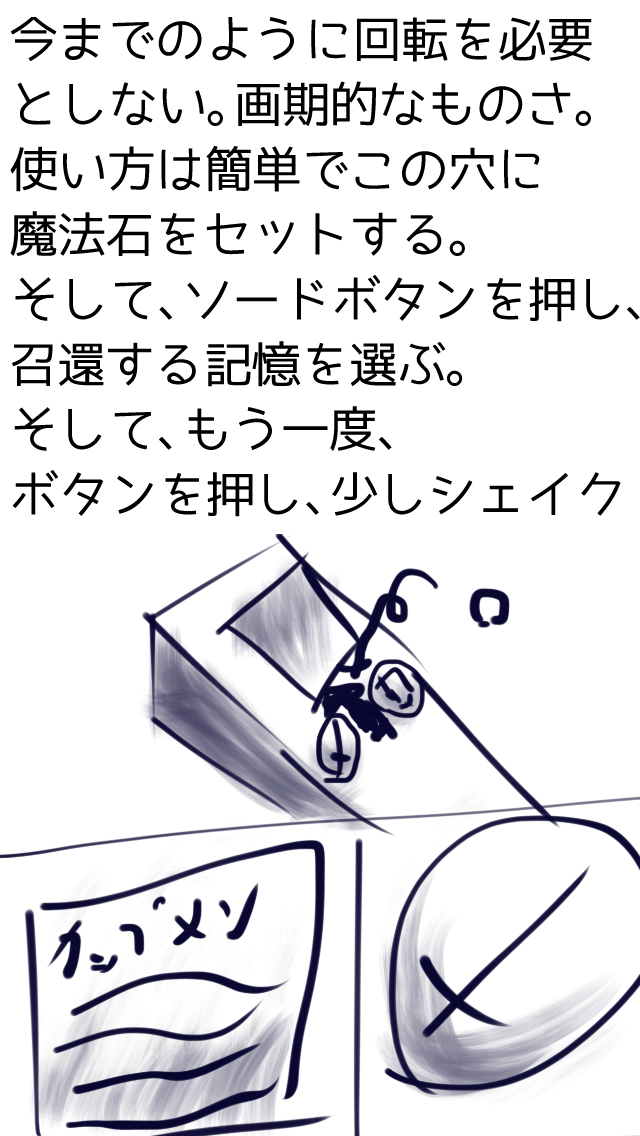 今までのように回転を必要
としない。画期的なものさ。
使い方は簡単でこの穴に
魔法石をセットする。
そして、ソードボタンを押し、
召還する記憶を選ぶ。
そして、もう一度、
ボタンを押し、少しシェイク
カップメン